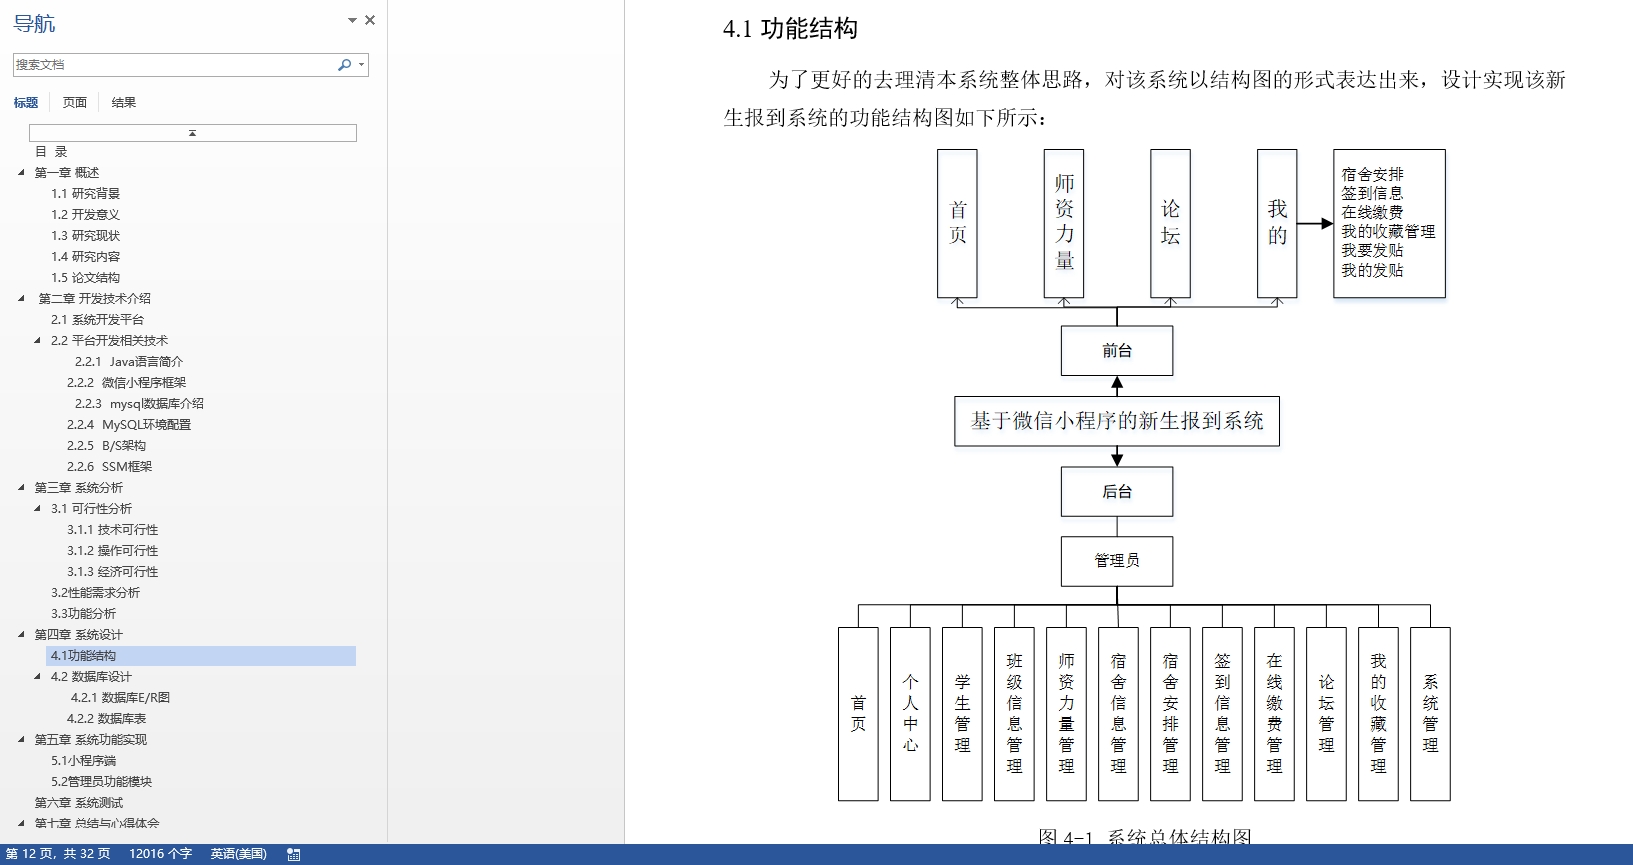 导航
搜索文档
标题 页面 结果
目 录
第一章 概述
1.1 研究背景
1.2 开发意义
1.3 研究现状
1.4 研究内容
1.5 论文结构
第二章 开发技术介绍
2.1 系统开发平台
2.2 平台开发相关技术
2.2.1 Java语言简介
2.2.2 微信小程序框架
2.2.3 mysql数据库介绍
2.2.4 MySQL环境配置
2.2.5 B/S架构
2.2.6 SSM框架
第三章 系统分析
3.1 可行性分析
3.1.1 技术可行性
3.1.2 操作可行性
3.1.3 经济可行性
3.2性能需求分析
3.3功能分析
第四章 系统设计
4.1功能结构
4.2 数据库设计
4.2.1 数据库E/R图
4.2.2 数据库表
第五章 系统功能实现
5.1小程序端
5.2管理员功能模块
第六章 系统测试
第七章 总结与心得体会
4.1 功能结构
为了更好的去理清本系统整体思路，对该系统以结构图的形式表达出来，设计实现该新
生报到系统的功能结构图如下所示：
首页
师资力量
论坛
我的
宿舍安排
签到信息
在线缴费
我的收藏管理
我要发贴
我的发贴
前台
基于微信小程序的新生报到系统
后台
管理员
首页
个人中心
学生管理
班级信息管理
师资力量管理
宿舍信息管理
宿舍安排管理
签到信息管理
在线缴费管理
论坛管理
我的收藏管理
系统管理
图 4-1 系统总体结构图
第 12 页，共 32 页 12016 个字 英语(美国)